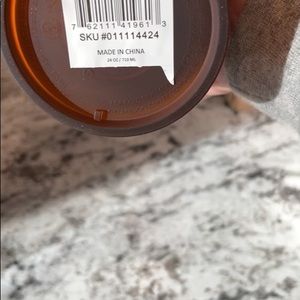 7 62111 41961 3
SKU #011114424
MADE IN CHINA
24 OZ / 710 ML